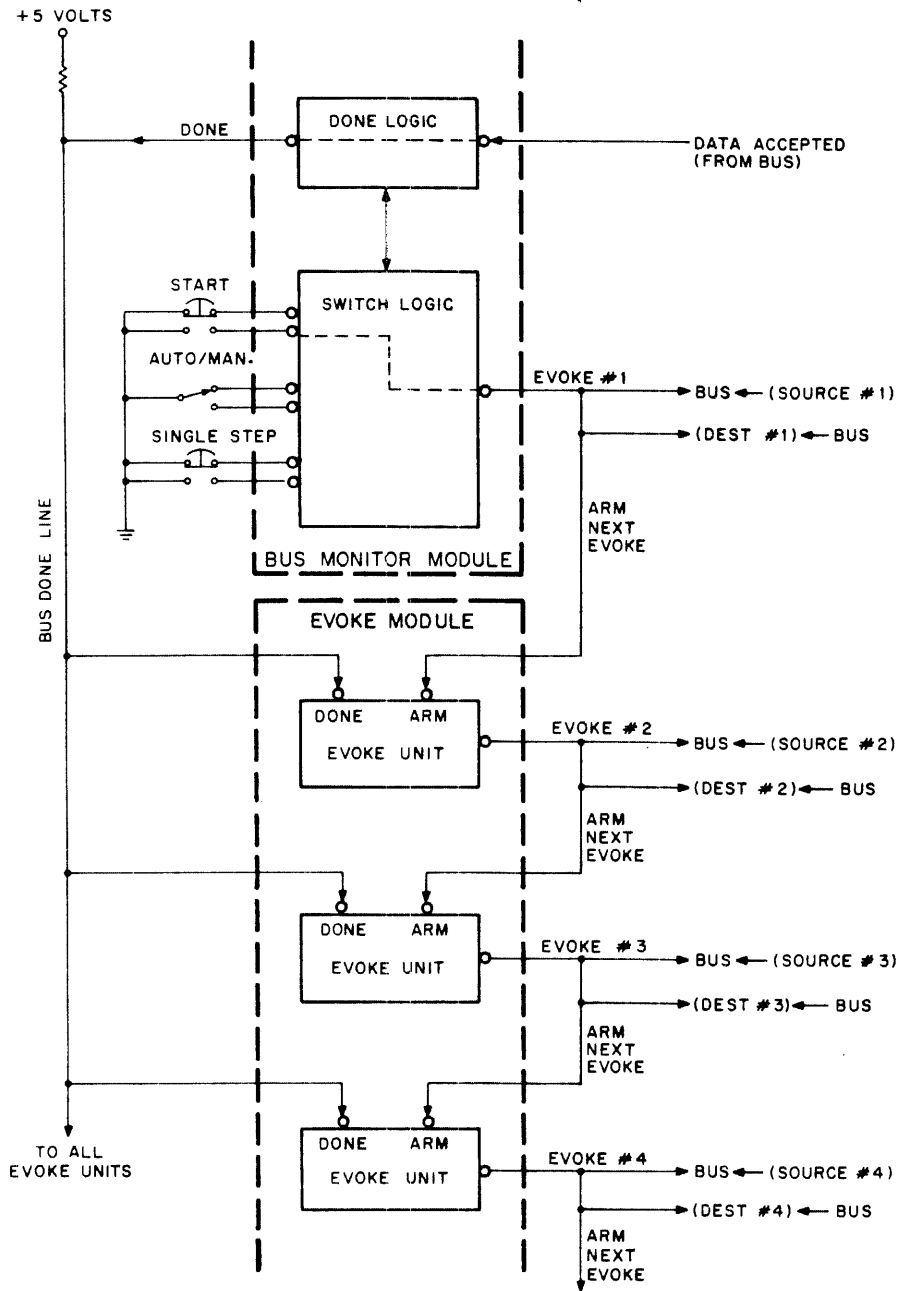 +5 VOLTS
DONE
DONE LOGIC
DATA ACCEPTED
(FROM BUS)
START
SWITCH LOGIC
AUTO/MAN.
EVOKE #1
BUS ← (SOURCE #1)
SINGLE STEP
(DEST #1) ← BUS
ARM
NEXT
EVOKE
BUS DONE LINE
BUS MONITOR MODULE
EVOKE MODULE
DONE ARM
EVOKE UNIT
EVOKE #2
BUS ← (SOURCE #2)
(DEST #2) ← BUS
ARM
NEXT
EVOKE
DONE ARM
EVOKE UNIT
EVOKE #3
BUS ← (SOURCE #3)
(DEST #3) ← BUS
ARM
NEXT
EVOKE
DONE ARM
EVOKE UNIT
EVOKE #4
BUS ← (SOURCE #4)
(DEST #4) ← BUS
ARM
NEXT
EVOKE
TO ALL
EVOKE UNITS